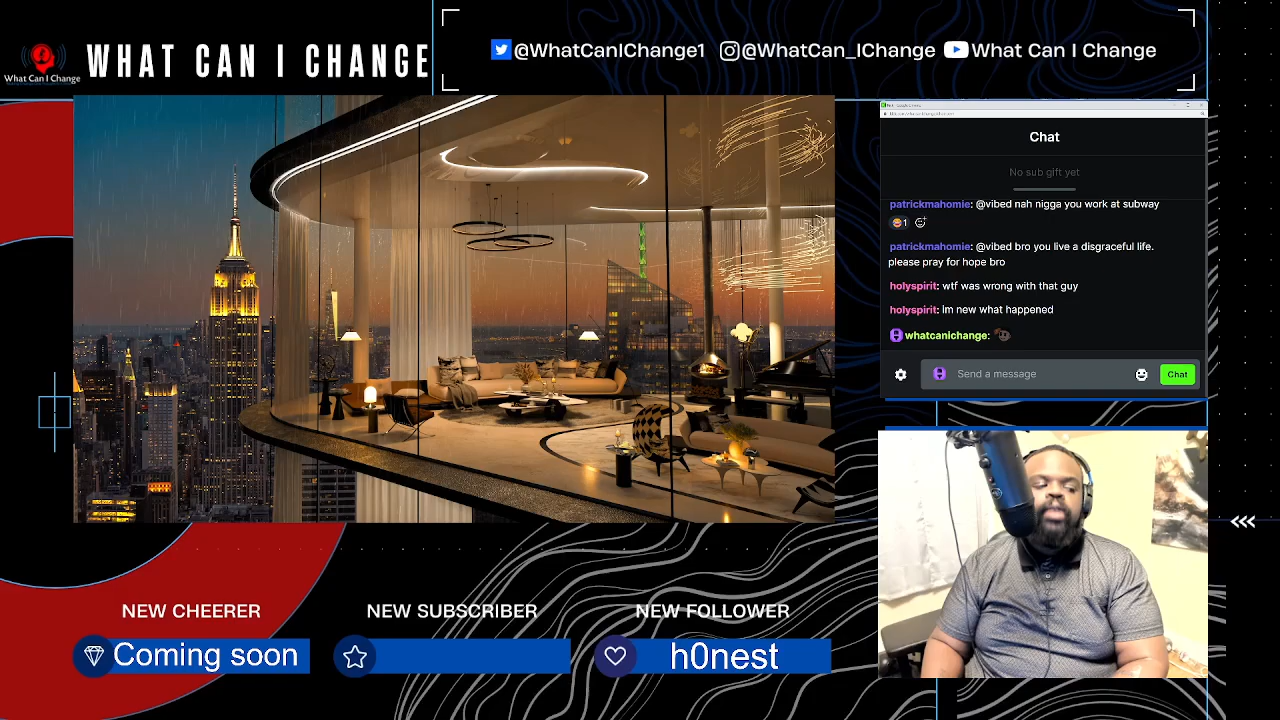 What Can I Change
WHAT CAN I CHANGE
@WhatCanIChange1 @WhatCan_IChange What Can I Change
Chat
No sub gift yet
patrickmahomie: @vibed nah nigga you work at subway
1
patrickmahomie: @vibed bro you live a disgraceful life.
please pray for hope bro
holyspirit: wtf was wrong with that guy
holyspirit: Im new what happened
whatcanichange:
Send a message
Chat
NEW CHEERER
NEW SUBSCRIBER
NEW FOLLOWER
Coming soon
h0nest